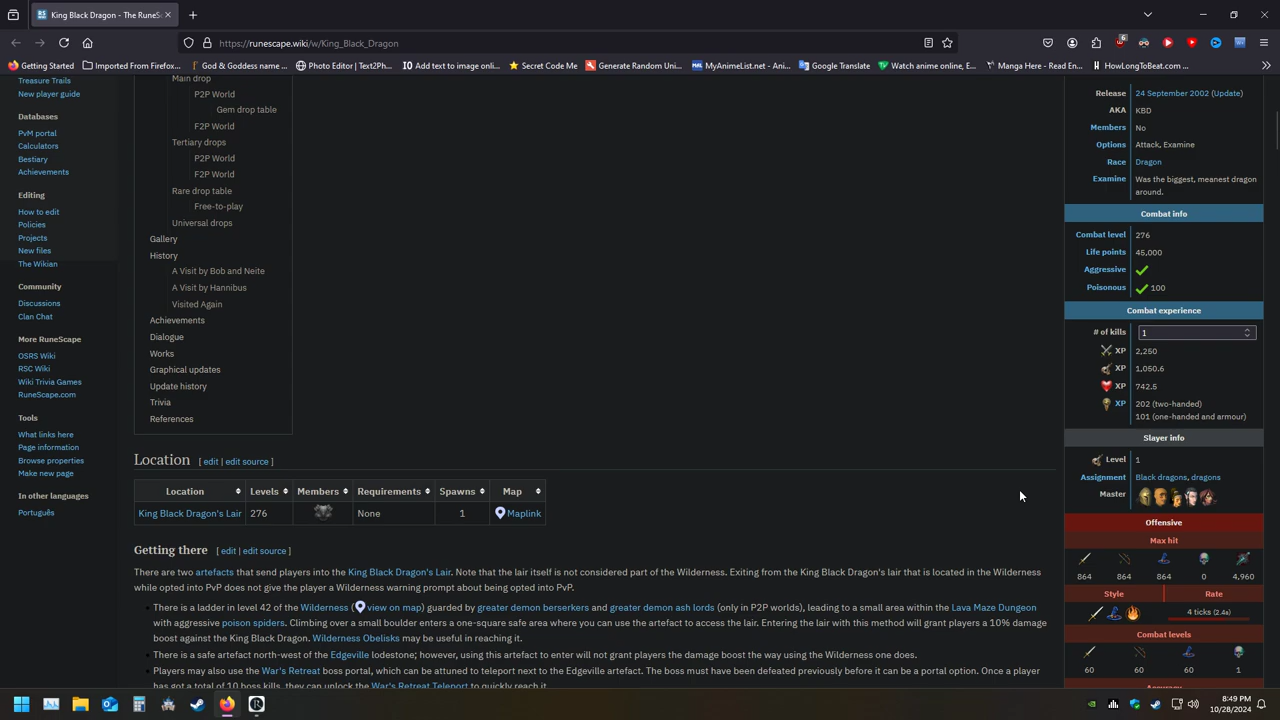 King Black Dragon - The RuneSc
https://runescape.wiki/w/King_Black_Dragon
6
Getting Started
Imported From Firefox...
God & Goddess name ...
Photo Editor | Text2Ph...
Add text to image onli...
Secret Code Me
Generate Random Uni...
MyAnimeList.net - Ani...
Google Translate
Watch anime online, E...
Manga Here - Read En...
HowLongToBeat.com ...
Treasure Trails
New player guide
Databases
PvM portal
Calculators
Bestiary
Achievements
Editing
How to edit
Policies
Projects
New files
The Wikian
Community
Discussions
Clan Chat
More RuneScape
OSRS Wiki
RSC Wiki
Wiki Trivia Games
RuneScape.com
Tools
What links here
Page information
Browse properties
Make new page
In other languages
Português
Main drop
P2P World
Gem drop table
F2P World
Tertiary drops
P2P World
F2P World
Rare drop table
Free-to-play
Universal drops
Gallery
History
A Visit by Bob and Neite
A Visit by Hannibus
Visited Again
Achievements
Dialogue
Works
Graphical updates
Update history
Trivia
References
Location [ edit | edit source ]
Location Levels Members Requirements Spawns Map
King Black Dragon's Lair 276 None 1 Maplink
Getting there [ edit | edit source ]
There are two artefacts that send players into the King Black Dragon's Lair. Note that the lair itself is not considered part of the Wilderness. Exiting from the King Black Dragon's lair that is located in the Wilderness
while opted into PvP does not give the player a Wilderness warning prompt about being opted into PvP.
There is a ladder in level 42 of the Wilderness (view on map) guarded by greater demon berserkers and greater demon ash lords (only in P2P worlds), leading to a small area within the Lava Maze Dungeon
with aggressive poison spiders. Climbing over a small boulder enters a one-square safe area where you can use the artefact to access the lair. Entering the lair with this method will grant players a 10% damage
boost against the King Black Dragon. Wilderness Obelisks may be useful in reaching it.
There is a safe artefact north-west of the Edgeville lodestone; however, using this artefact to enter will not grant players the damage boost the way using the Wilderness one does.
Players may also use the War's Retreat boss portal, which can be attuned to teleport next to the Edgeville artefact. The boss must have been defeated previously before it can be a portal option. Once a player
has got a total of 10 boss kills, they can unlock the War's Retreat Teleport to quickly reach it.
Release 24 September 2002 (Update)
AKA KBD
Members No
Options Attack, Examine
Race Dragon
Examine Was the biggest, meanest dragon
around.
Combat info
Combat level 276
Life points 45,000
Aggressive
Poisonous 100
Combat experience
# of kills 1
XP 2,250
XP 1,050.6
XP 742.5
XP 202 (two-handed)
101 (one-handed and armour)
Slayer info
Level 1
Assignment Black dragons, dragons
Master
Offensive
Max hit
864 864 864 0 4,960
Style Rate
4 ticks (2.4s)
Combat levels
60 60 60 1
Accuracy
8:49 PM
10/28/2024